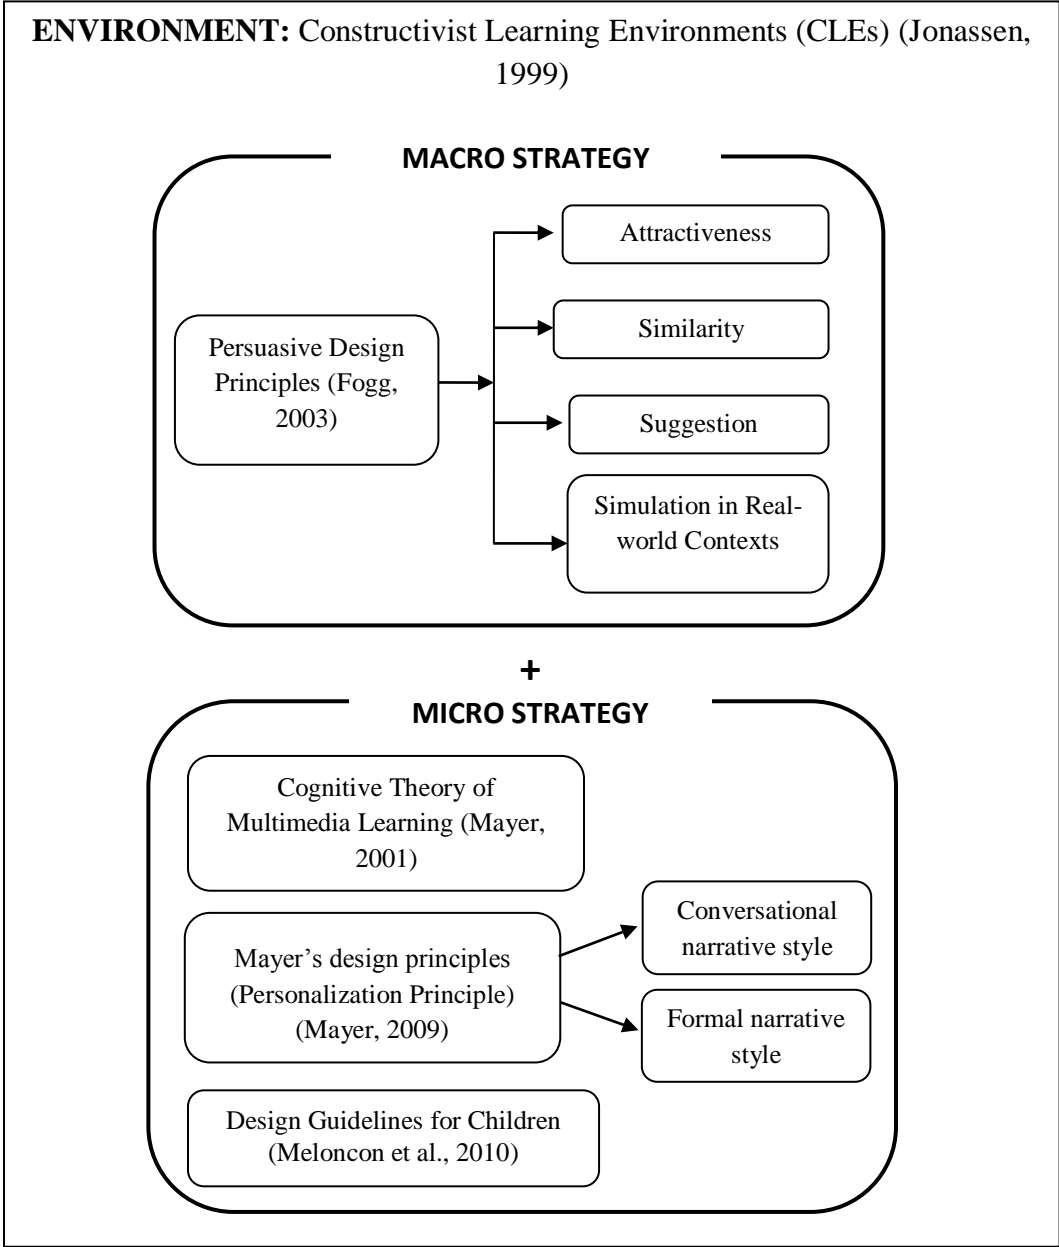 ENVIRONMENT: Constructivist Learning Environments (CLEs) (Jonassen,
1999)
MACRO STRATEGY
Attractiveness
Similarity
Persuasive Design
Principles (Fogg,
2003)
Suggestion
Simulation in Real-
world Contexts
+
MICRO STRATEGY
Cognitive Theory of
Multimedia Learning (Mayer,
2001)
Mayer’s design principles
(Personalization Principle)
(Mayer, 2009)
Conversational
narrative style
Formal narrative
style
Design Guidelines for Children
(Meloncon et al., 2010)